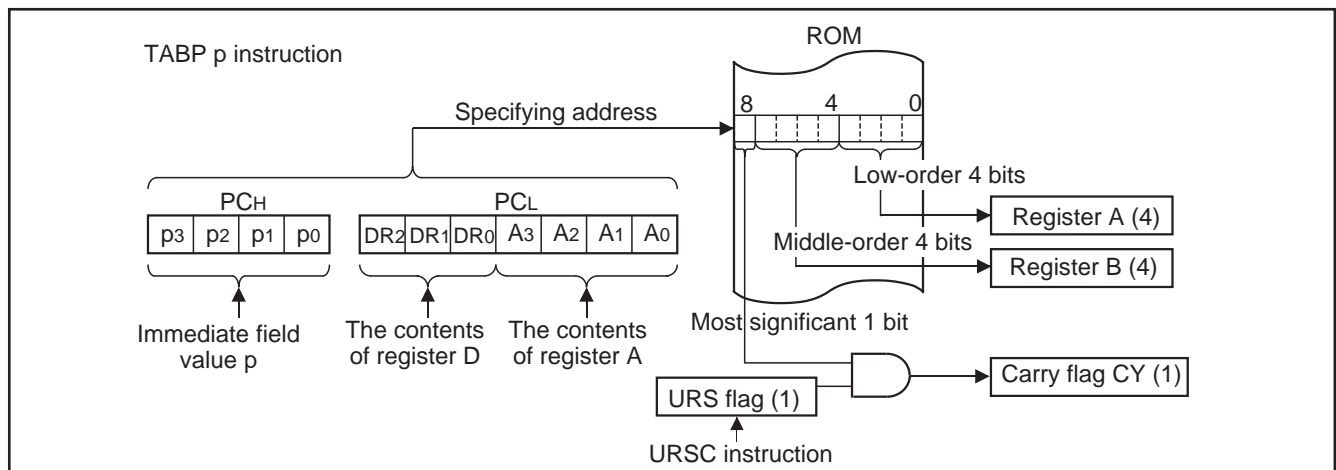 TABP p instruction
ROM
Specifying address
8 4 0
Low-order 4 bits
PCH
PCL
p3 p2 p1 p0
DR2 DR1 DR0 A3 A2 A1 A0
Register A (4)
Middle-order 4 bits
Register B (4)
Immediate field
value p
The contents
of register D
The contents
of register A
Most significant 1 bit
Carry flag CY (1)
URS flag (1)
URSC instruction